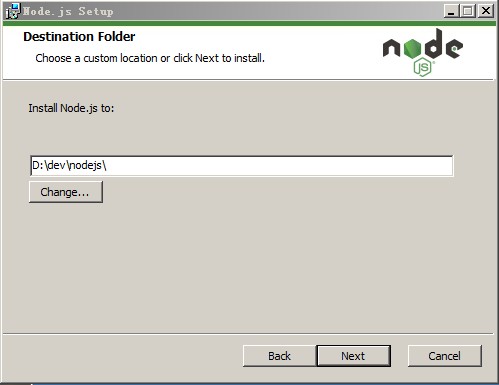 Node.js Setup
Destination Folder
Choose a custom location or click Next to install.
node
JS
Install Node.js to:
D:\dev\nodejs\
Change...
Back
Next
Cancel